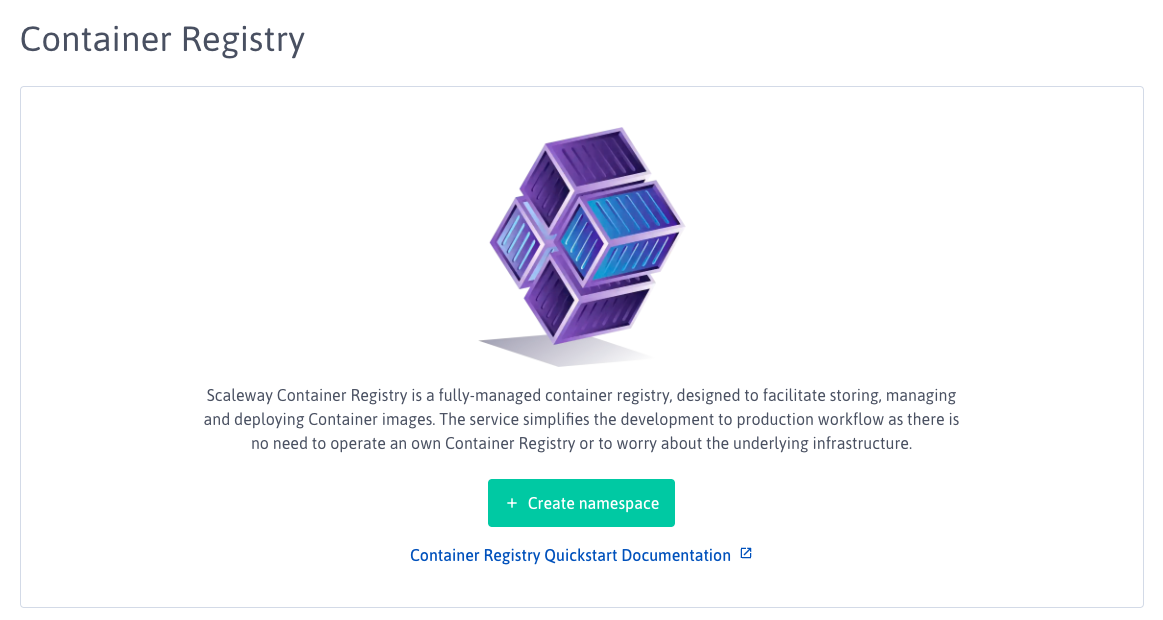 Container Registry
Scaleway Container Registry is a fully-managed container registry, designed to facilitate storing, managing
and deploying Container images. The service simplifies the development to production workflow as there is
no need to operate an own Container Registry or to worry about the underlying infrastructure.
+ Create namespace
Container Registry Quickstart Documentation